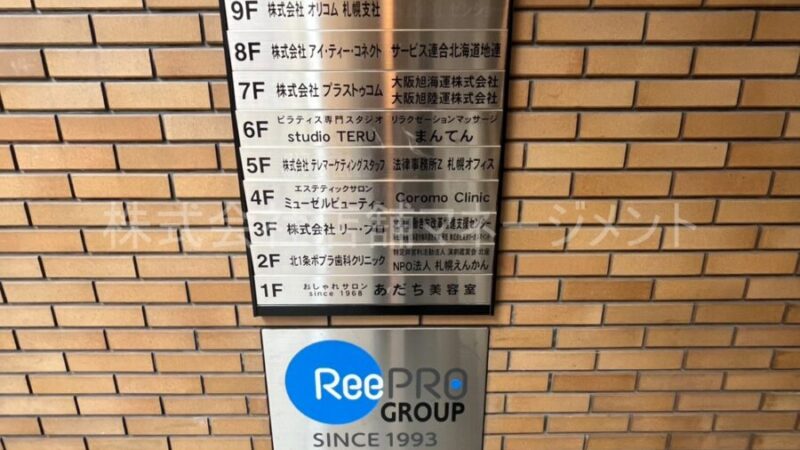 9F 株式会社 オリコム 札幌支社
8F 株式会社 アイ・ティー・コネクト サービス連合北海道地連
7F 株式会社 プラストゥコム 大阪旭海運株式会社
大阪旭陸運株式会社
6F ピラティス専門スタジオ studio TERU リラクセーションマッサージ まんてん
5F 株式会社 テレマーケティングスタッフ 法律事務所Z 札幌オフィス
4F エステティックサロン ミューゼルビューティー Coromo Clinic
3F 株式会社 リー・プロ
2F 北1条ポプラ歯科クリニック NPO法人 札幌えんかん
1F おしゃれサロン since 1968 あだち美容室
株式会社店舗マネージメント
ReePRO
GROUP
SINCE 1993